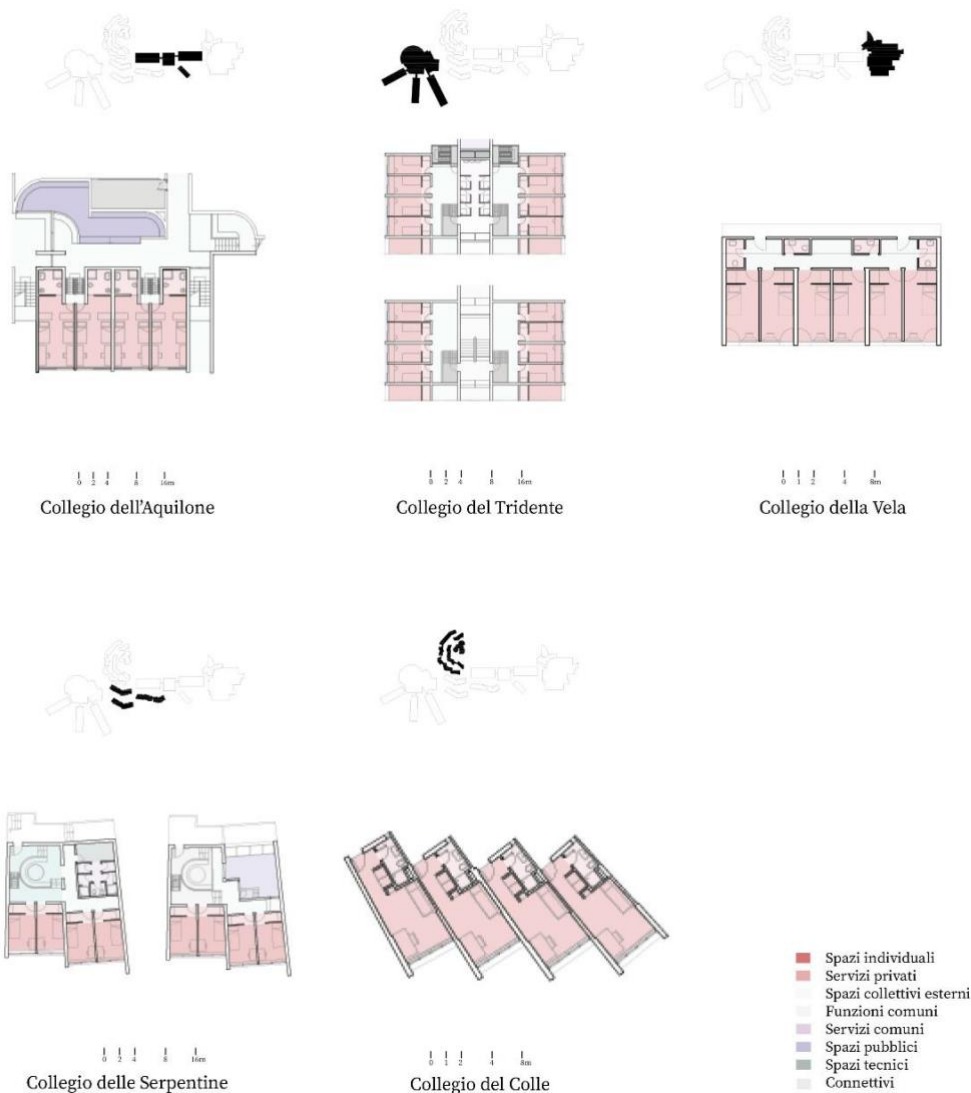 0 2 4 8 16m
Collegio dell'Aquilone
0 2 4 8 16m
Collegio del Tridente
0 1 2 4 8m
Collegio della Vela
0 2 4 8 16m
Collegio delle Serpentine
0 1 2 4 8m
Collegio del Colle
Spazi individuali
Servizi privati
Spazi collettivi esterni
Funzioni comuni
Servizi comuni
Spazi pubblici
Spazi tecnici
Connettivi